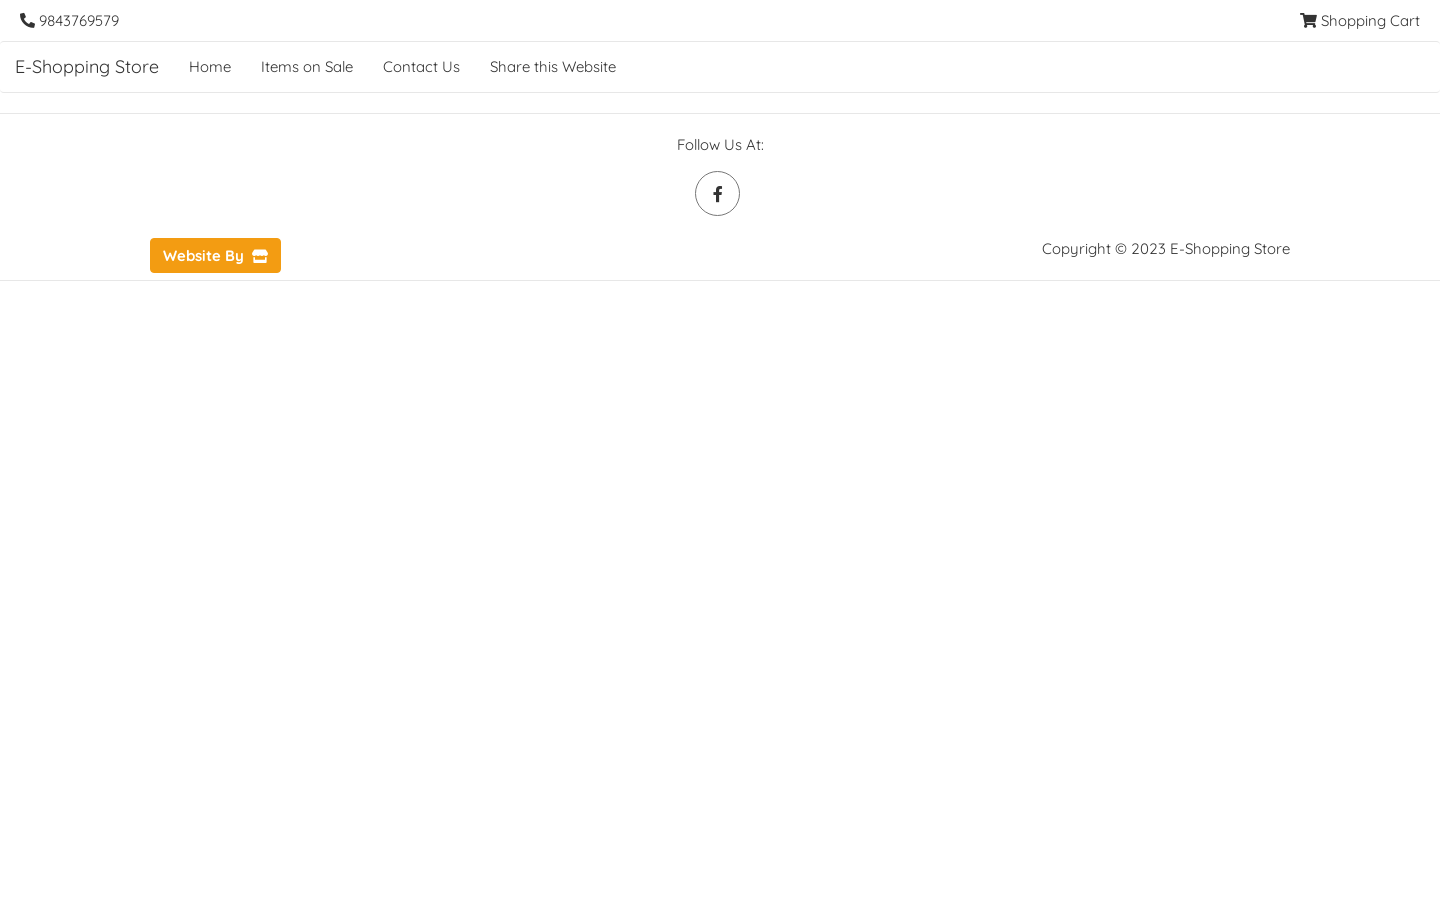 9843769579
Shopping Cart
E-Shopping Store
Home
Items on Sale
Contact Us
Share this Website
Follow Us At:
Website By
Copyright © 2023 E-Shopping Store